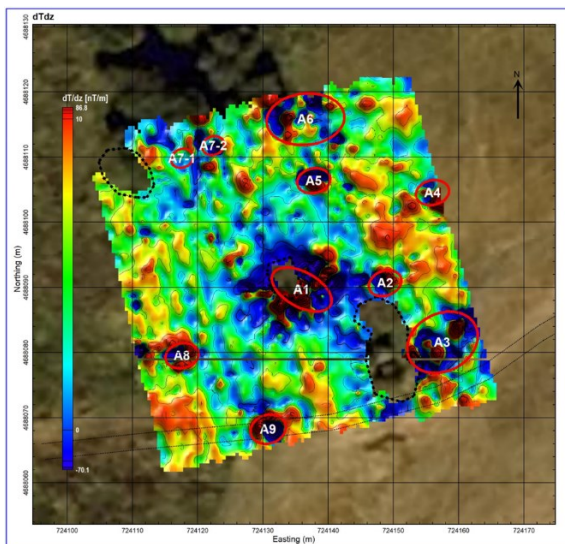 dTdz
4688130
dT/dz [nT/m]
86.8
10
0
-70.1
N
4688120
4688110
4688100
4688090
4688080
4688070
4688060
Northing (m)
A6
A7-2
A7-1
A5
A4
A1
A2
A3
A8
A9
724100 724110 724120 724130 724140 724150 724160 724170
Easting (m)